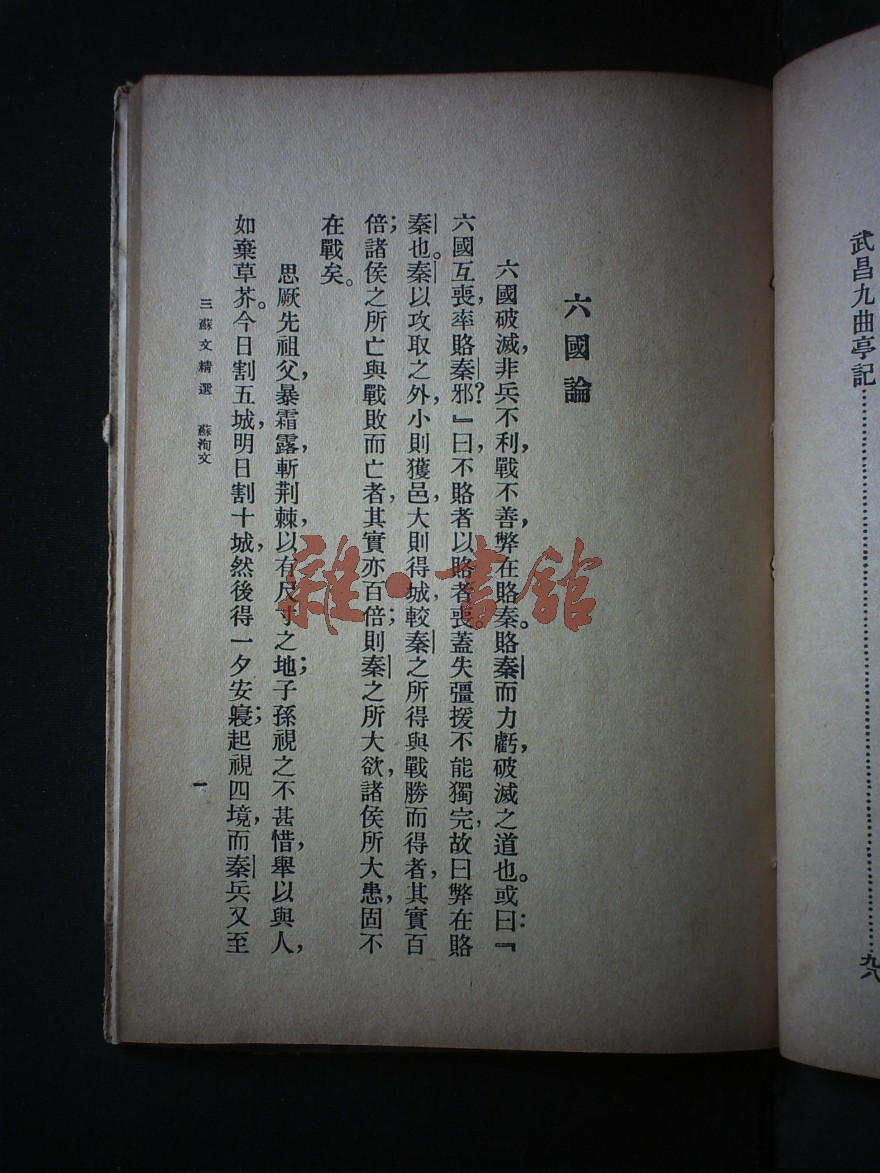 武昌九曲亭記……………………………九八
六國論
六國破滅，非兵不利，戰不善，弊在賂秦。賂秦而力虧，破滅之道也。或曰：『
六國互喪，率賂秦邪？』曰，不賂者以賂者喪。蓋失彊援，不能獨完，故曰弊在賂
秦也。秦以攻取之外，小則獲邑，大則得城，較秦之所得，與戰勝而得者，其實百
倍；諸侯之所亡，與戰敗而亡者，其實亦百倍；則秦之所大欲，諸侯所大患，固不
在戰矣。
思厥先祖父，暴霜露，斬荆棘，以有尺寸之地；子孫視之不甚惜，舉以與人，
如棄草芥。今日割五城，明日割十城，然後得一夕安寢；起視四境，而秦兵又至
三蘇文精選　蘇洵文
一
雜·書館